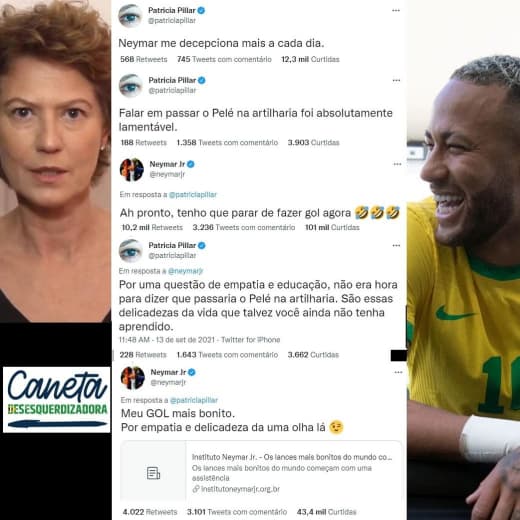 Patricia Pillar
@patriciapillar
Neymar me decepciona mais a cada dia.
568 Retweets 745 Tweets com comentário 12,3 mil Curtidas
Patricia Pillar
@patriciapillar
Falar em passar o Pelé na artilharia foi absolutamente
lamentável.
188 Retweets 1.358 Tweets com comentário 3.903 Curtidas
Neymar Jr
@neymarjr
Em resposta a @patriciapillar
Ah pronto, tenho que parar de fazer gol agora 🤣🤣🤣
10,2 mil Retweets 3.236 Tweets com comentário 101 mil Curtidas
Patricia Pillar
@patriciapillar
Em resposta a @neymarjr
Por uma questão de empatia e educação, não era hora
para dizer que passaria o Pelé na artilharia. São essas
delicadezas da vida que talvez você ainda não tenha
aprendido.
11:48 AM - 13 de set de 2021 - Twitter for iPhone
228 Retweets 1.643 Tweets com comentário 3.662 Curtidas
Neymar Jr
@neymarjr
Em resposta a @patriciapillar
Meu GOL mais bonito.
Por empatia e delicadeza da uma olha lá 😉
Instituto Neymar Jr. - Os lances mais bonitos do mundo co...
Os lances mais bonitos do mundo começam com uma
assistência
institutoneymarjr.org.br
4.022 Retweets 3.101 Tweets com comentário 43,4 mil Curtidas
Caneta
DESESQUERDIZADORA
10